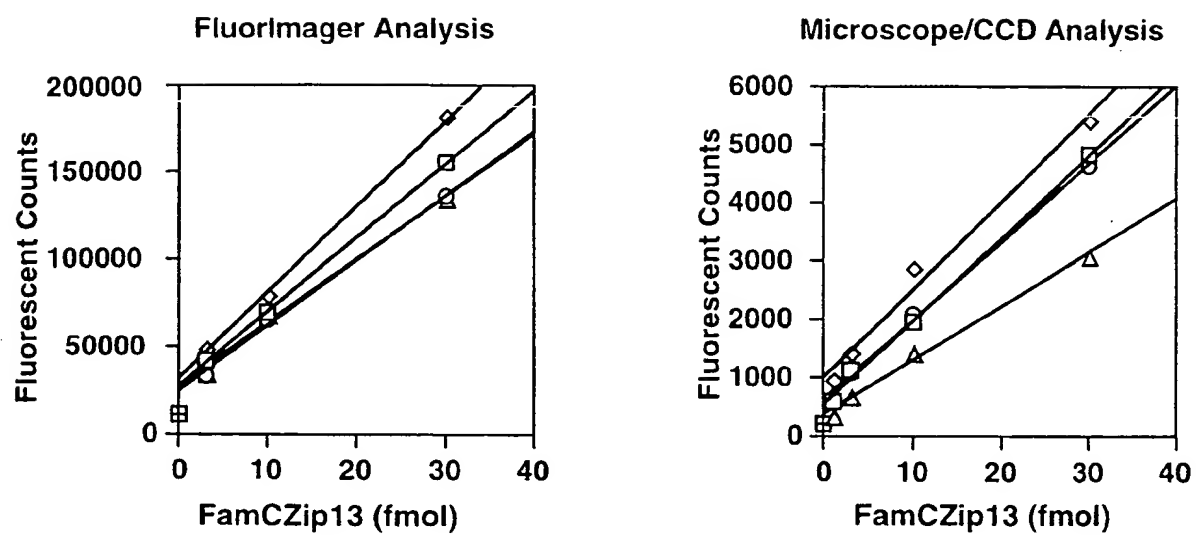 FluorImager Analysis
Fluorescent Counts
200000
150000
100000
50000
0
0 10 20 30 40
FamCZip13 (fmol)
Microscope/CCD Analysis
Fluorescent Counts
6000
5000
4000
3000
2000
1000
0
0 10 20 30 40
FamCZip13 (fmol)